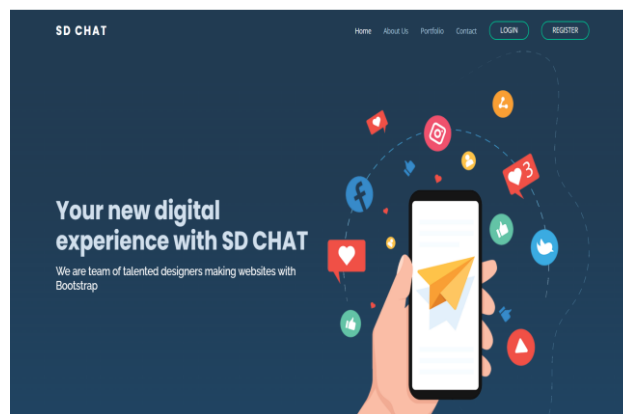 SD CHAT
Home About Us Portfolio Contact LOGIN REGISTER
3
Your new digital
experience with SD CHAT
We are team of talented designers making websites with
Bootstrap